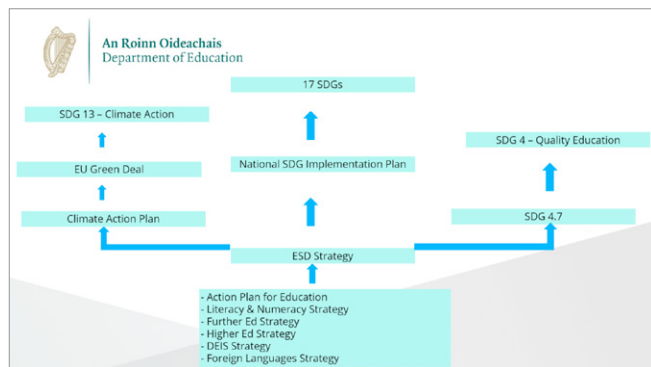 An Roinn Oideachais
Department of Education
17 SDGs
SDG 13 – Climate Action
SDG 4 – Quality Education
EU Green Deal
National SDG Implementation Plan
Climate Action Plan
SDG 4.7
ESD Strategy
- Action Plan for Education
- Literacy & Numeracy Strategy
- Further Ed Strategy
- Higher Ed Strategy
- DEIS Strategy
- Foreign Languages Strategy